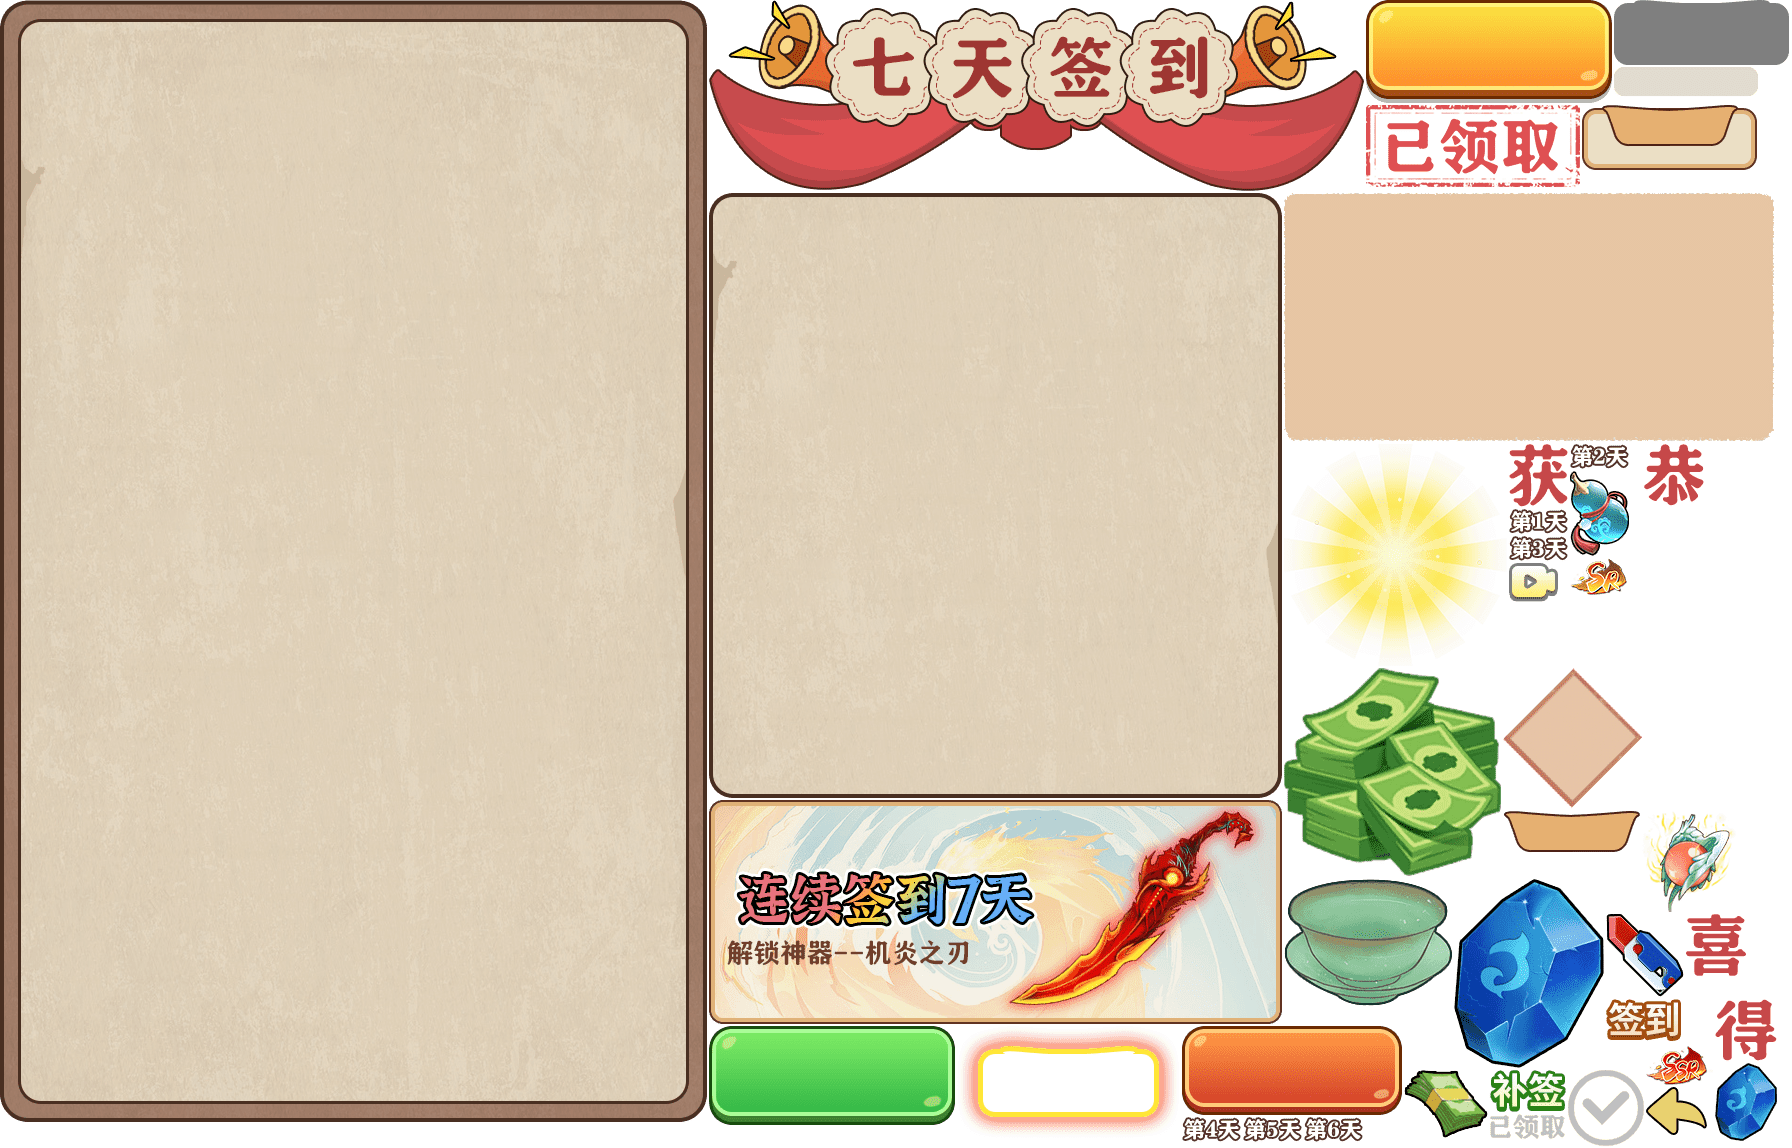 七天签到
已领取
获
第2天
恭
第1天
第3天
SR
连续签到7天
解锁神器--机炎之刃
喜
签到
得
SSR
补签
已领取
第4天 第5天 第6天